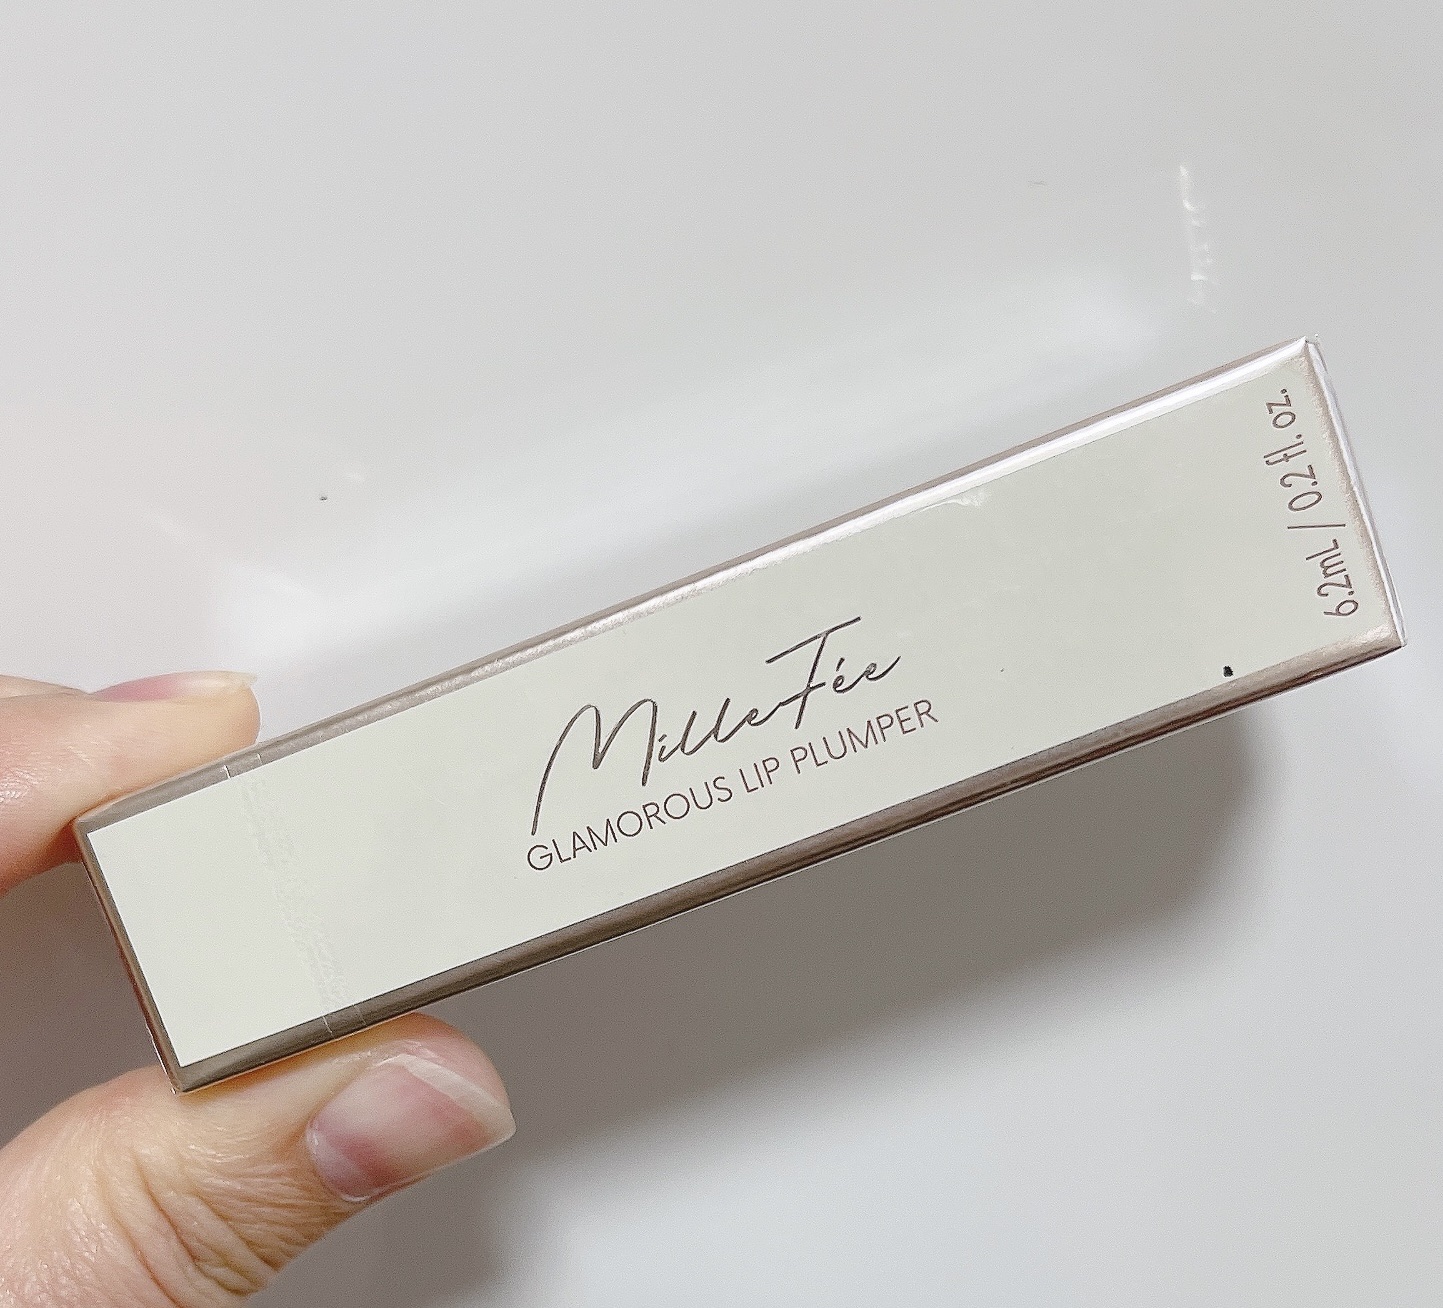 MilleFée
GLAMOROUS LIP PLUMPER
6.2mL / 0.2 fl. oz.